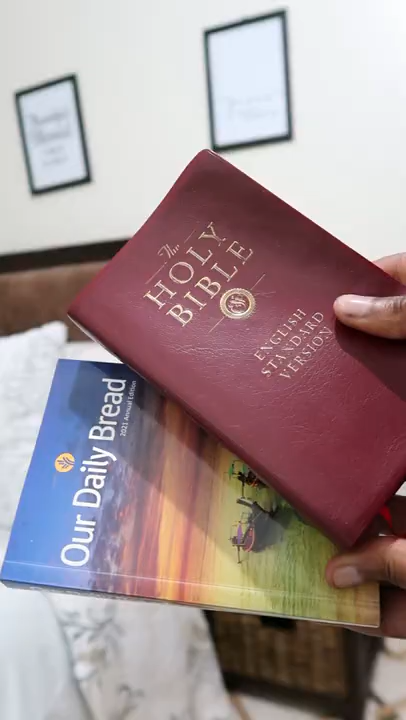 The
HOLY
BIBLE
ENGLISH
STANDARD
VERSION
Our Daily Bread
2021 Annual Edition